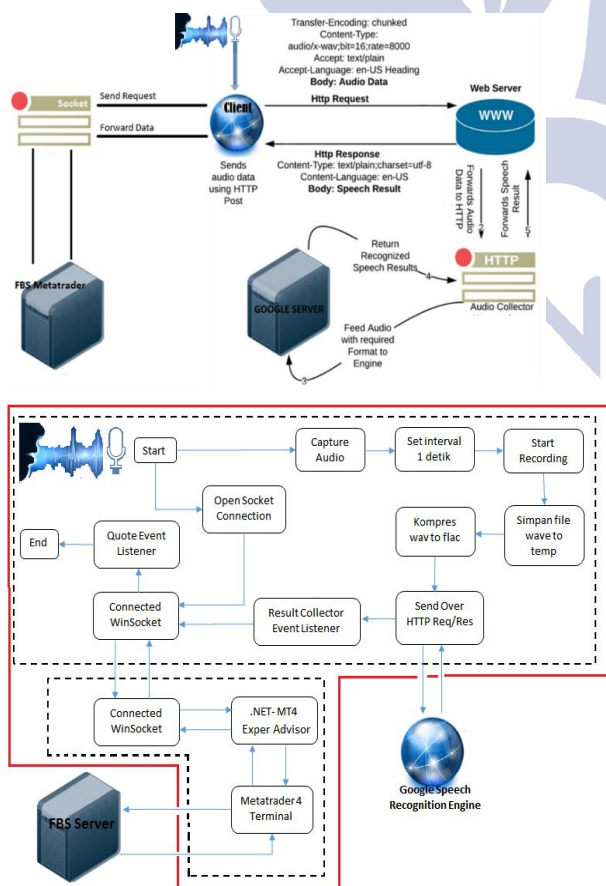 Transfer-Encoding: chunked
Content-Type:
audio/x-wav;bit=16;rate=8000
Accept: text/plain
Accept-Language: en-US Heading
Body: Audio Data
Socket
Send Request
Forward Data
Client
Http Request
Web Server
WWW
Sends
audio data
using HTTP
Post
Http Response
Content-Type: text/plain;charset=utf-8
Content-Language: en-US
Body: Speech Result
Forwards Audio
Data to HTTP
2
Forwards Speech
Result
5
FBS Metatrader
GOOGLE SERVER
Return
Recognized
Speech Results
4
HTTP
Audio Collector
Feed Audio
with required
Format to
Engine
3
Start
Capture
Audio
Set interval
1 detik
Start
Recording
Open Socket
Connection
End
Quote Event
Listener
Kompres
wav to flac
Simpan file
wave to
temp
Connected
WinSocket
Result Collector
Event Listener
Send Over
HTTP Req/Res
Connected
WinSocket
.NET- MT4
Exper Advisor
Google Speech
Recognition Engine
FBS Server
Metatrader4
Terminal